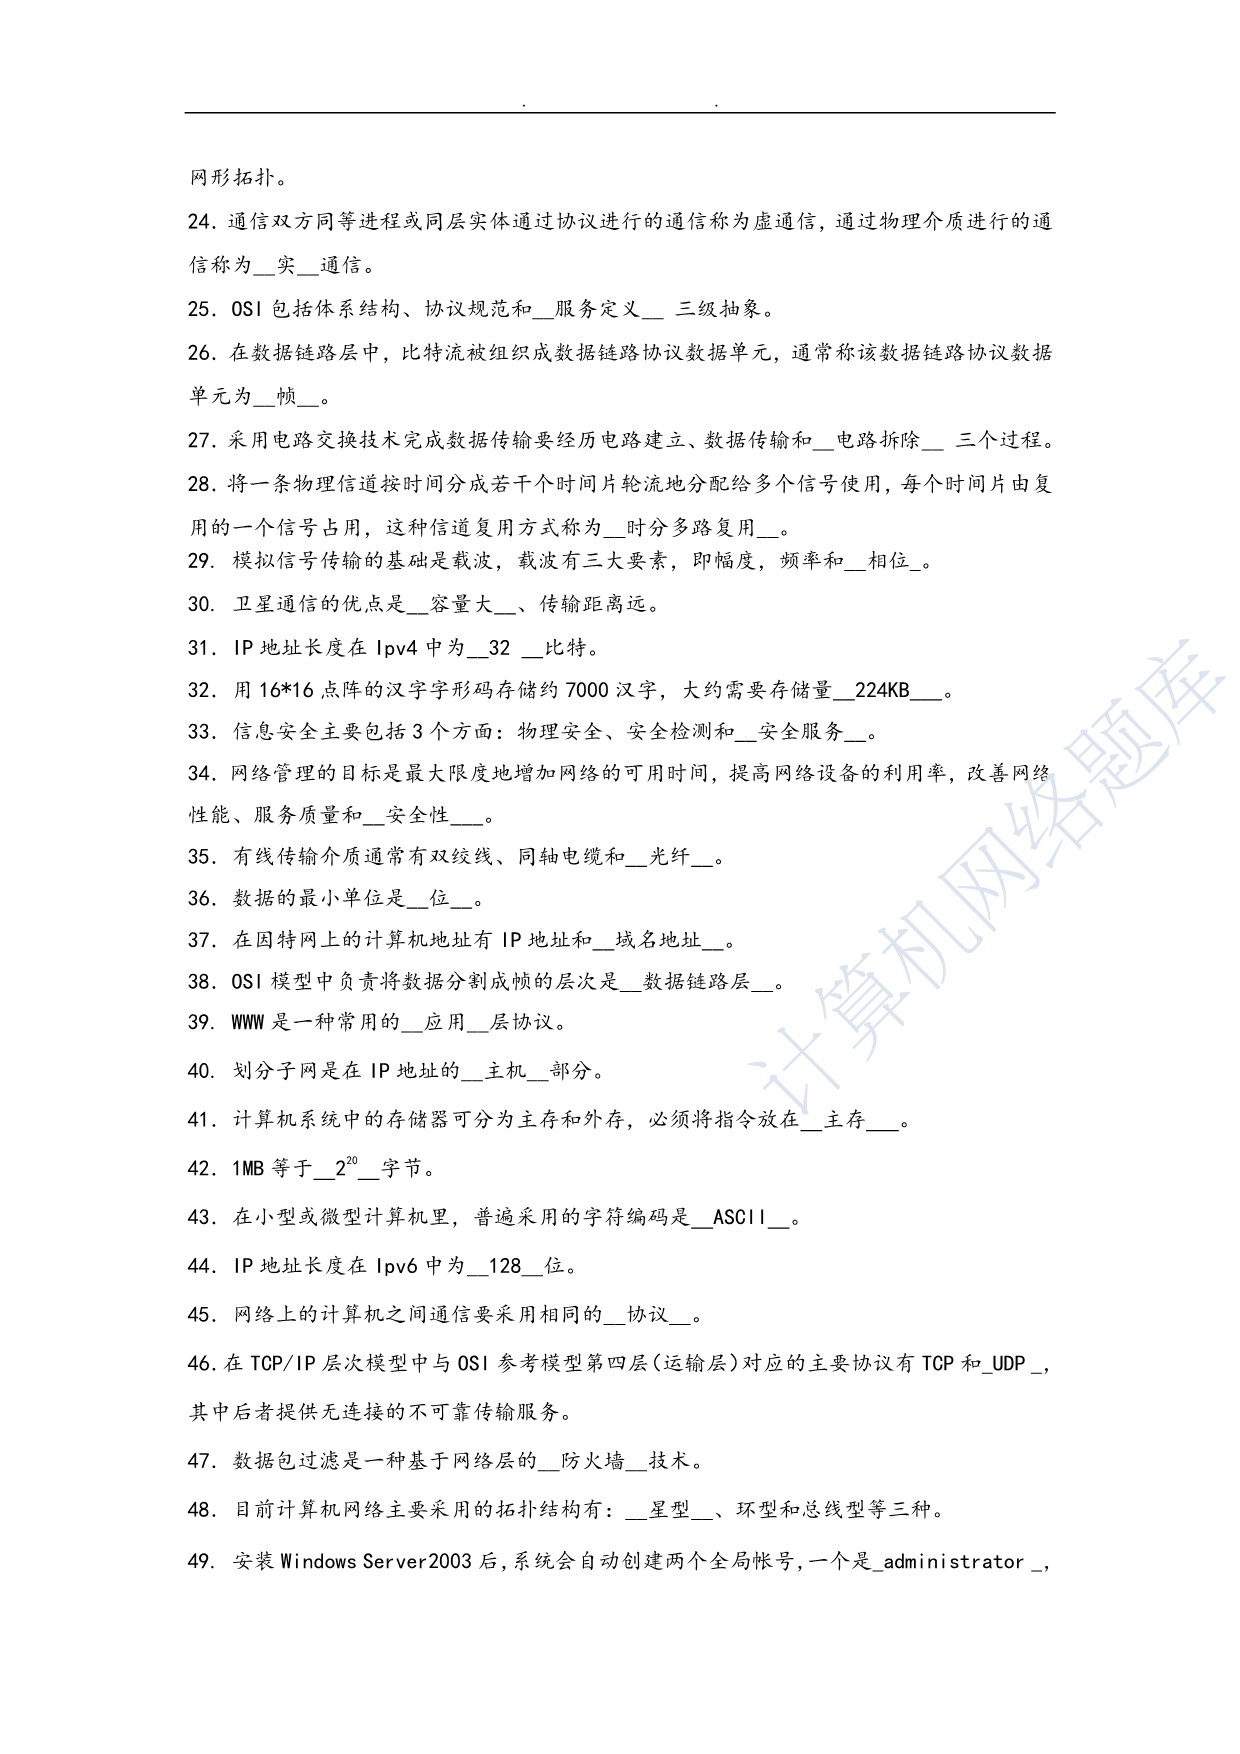 网形拓扑。
24. 通信双方同等进程或同层实体通过协议进行的通信称为虚通信, 通过物理介质进行的通
信称为__实__通信。
25. OSI 包括体系结构、协议规范和__服务定义__ 三级抽象。
26. 在数据链路层中, 比特流被组织成数据链路协议数据单元, 通常称该数据链路协议数据
单元为__帧__。
27. 采用电路交换技术完成数据传输要经历电路建立、数据传输和__电路拆除__ 三个过程。
28. 将一条物理信道按时间分成若干个时间片轮流地分配给多个信号使用, 每个时间片由复
用的一个信号占用, 这种信道复用方式称为__时分多路复用__。
29. 模拟信号传输的基础是载波, 载波有三大要素, 即幅度, 频率和__相位_。
30. 卫星通信的优点是__容量大__、传输距离远。
31. IP 地址长度在 Ipv4 中为__32 __比特。
32. 用 16*16 点阵的汉字字形码存储约 7000 汉字, 大约需要存储量__224KB___。
33. 信息安全主要包括 3 个方面: 物理安全、安全检测和__安全服务__。
34. 网络管理的目标是最大限度地增加网络的可用时间, 提高网络设备的利用率, 改善网络
性能、服务质量和__安全性___。
35. 有线传输介质通常有双绞线、同轴电缆和__光纤__。
36. 数据的最小单位是__位__。
37. 在因特网上的计算机地址有 IP 地址和__域名地址__。
38. OSI 模型中负责将数据分割成帧的层次是__数据链路层__。
39. WWW 是一种常用的__应用__层协议。
40. 划分子网是在 IP 地址的__主机__部分。
41. 计算机系统中的存储器可分为主存和外存, 必须将指令放在__主存___。
42. 1MB 等于__2²⁰__字节。
43. 在小型或微型计算机里, 普遍采用的字符编码是__ASCII__。
44. IP 地址长度在 Ipv6 中为__128__位。
45. 网络上的计算机之间通信要采用相同的__协议__。
46. 在 TCP/IP 层次模型中与 OSI 参考模型第四层(运输层)对应的主要协议有 TCP 和_UDP _,
其中后者提供无连接的不可靠传输服务。
47. 数据包过滤是一种基于网络层的__防火墙__技术。
48. 目前计算机网络主要采用的拓扑结构有: __星型__、环型和总线型等三种。
49. 安装 Windows Server2003 后, 系统会自动创建两个全局帐号, 一个是_administrator _,
计算机网络题库